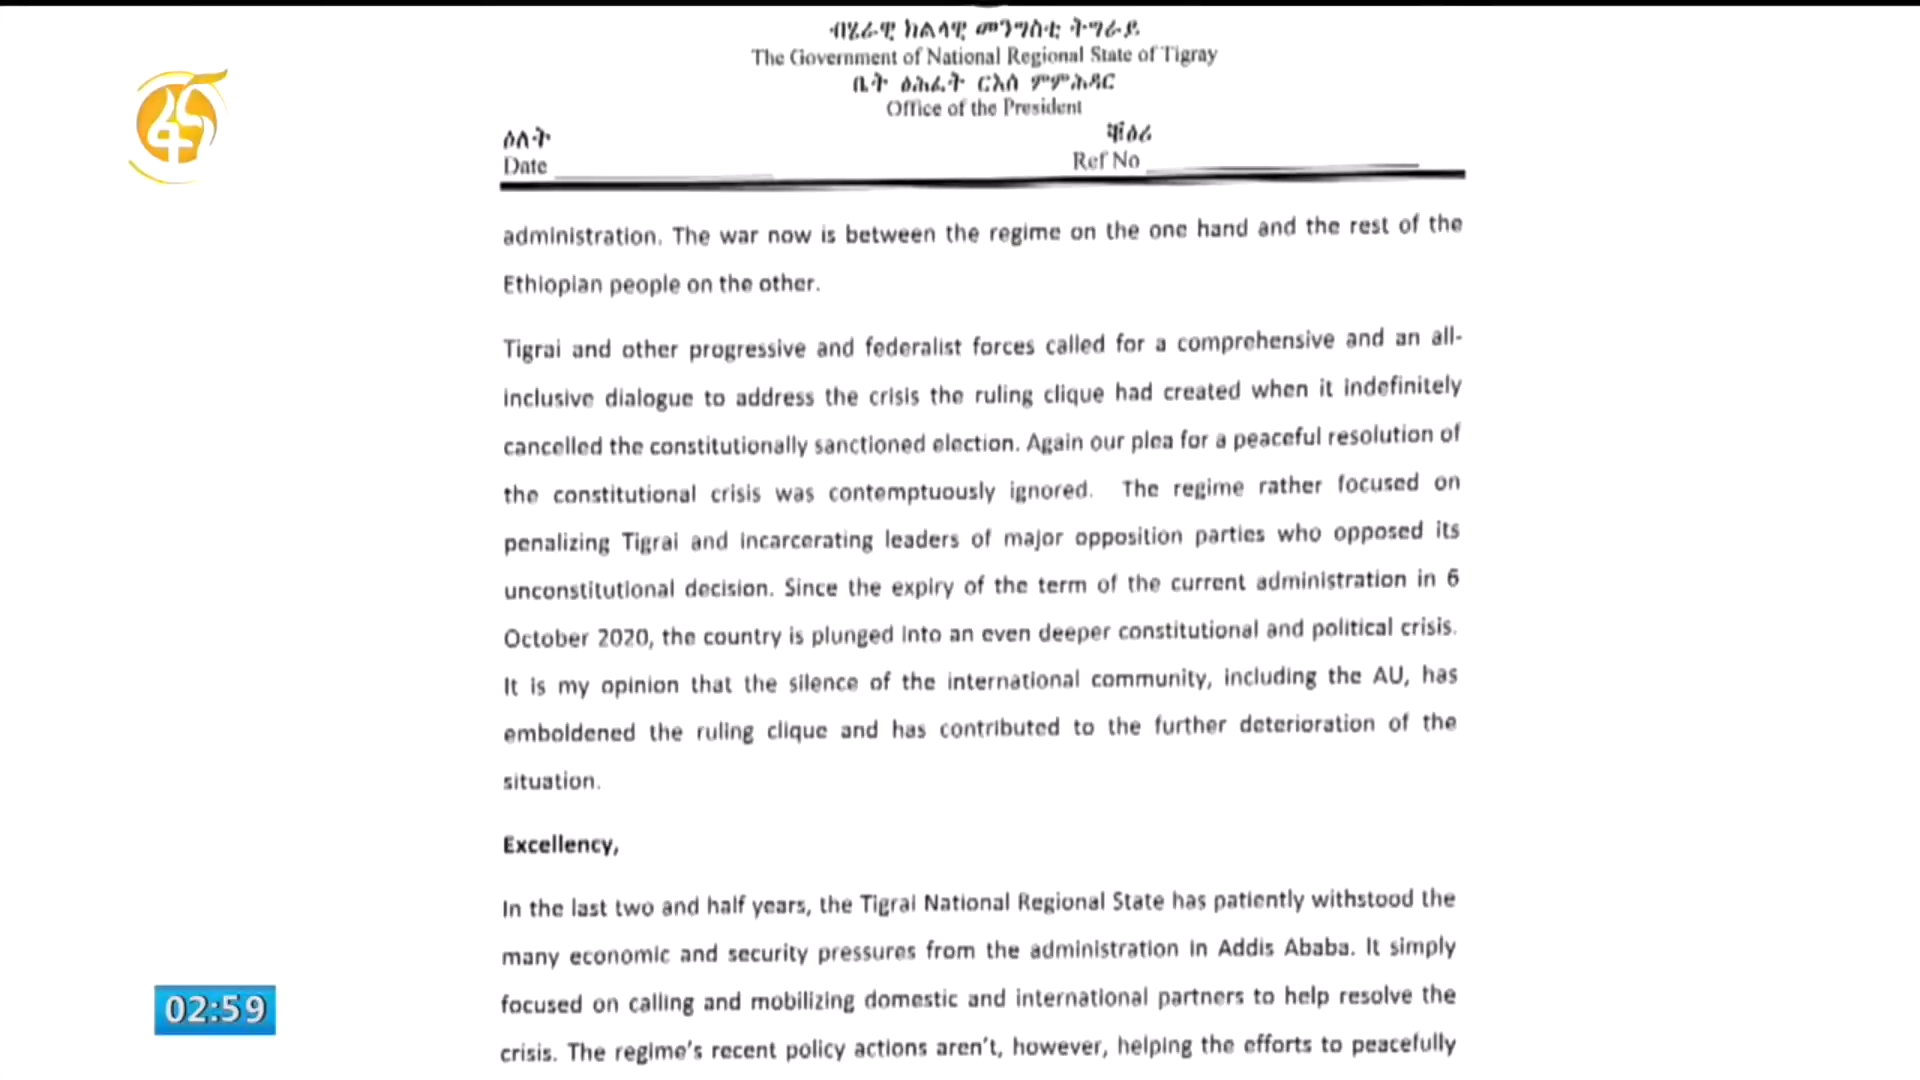 ብሄራዊ ክልላዊ መንግስቲ ትግራይ
The Government of National Regional State of Tigray
ቤት ፅሕፈት ርእሰ ምምሕዳር
Office of the President
ዕለት
ቑፅሪ
Date
Ref No
administration. The war now is between the regime on the one hand and the rest of the
Ethiopian people on the other.
Tigrai and other progressive and federalist forces called for a comprehensive and an all-
inclusive dialogue to address the crisis the ruling clique had created when it indefinitely
cancelled the constitutionally sanctioned election. Again our plea for a peaceful resolution of
the constitutional crisis was contemptuously ignored. The regime rather focused on
penalizing Tigrai and incarcerating leaders of major opposition parties who opposed its
unconstitutional decision. Since the expiry of the term of the current administration in 6
October 2020, the country is plunged into an even deeper constitutional and political crisis.
It is my opinion that the silence of the international community, including the AU, has
emboldened the ruling clique and has contributed to the further deterioration of the
situation.
Excellency,
In the last two and half years, the Tigrai National Regional State has patiently withstood the
many economic and security pressures from the administration in Addis Ababa. It simply
focused on calling and mobilizing domestic and international partners to help resolve the
crisis. The regime's recent policy actions aren't, however, helping the efforts to peacefully
02:59